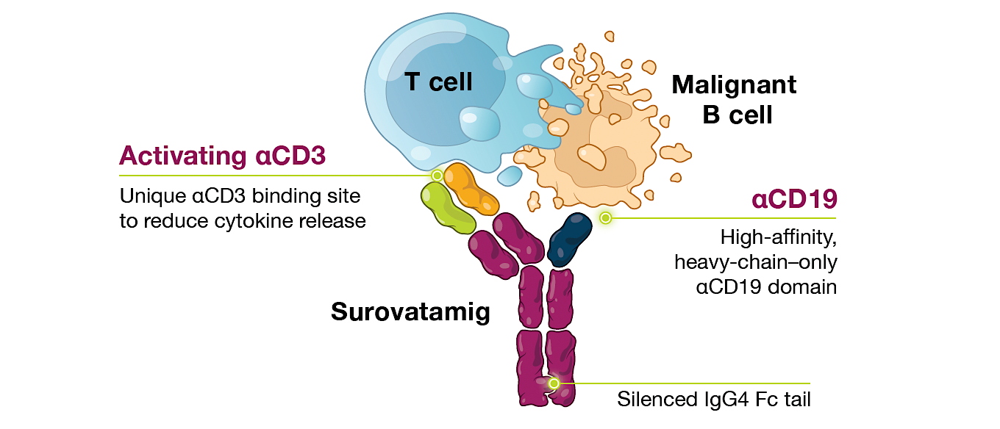 T cell
Malignant
B cell
Activating αCD3
Unique αCD3 binding site
to reduce cytokine release
αCD19
High-affinity,
heavy-chain–only
αCD19 domain
Surovatamig
Silenced IgG4 Fc tail